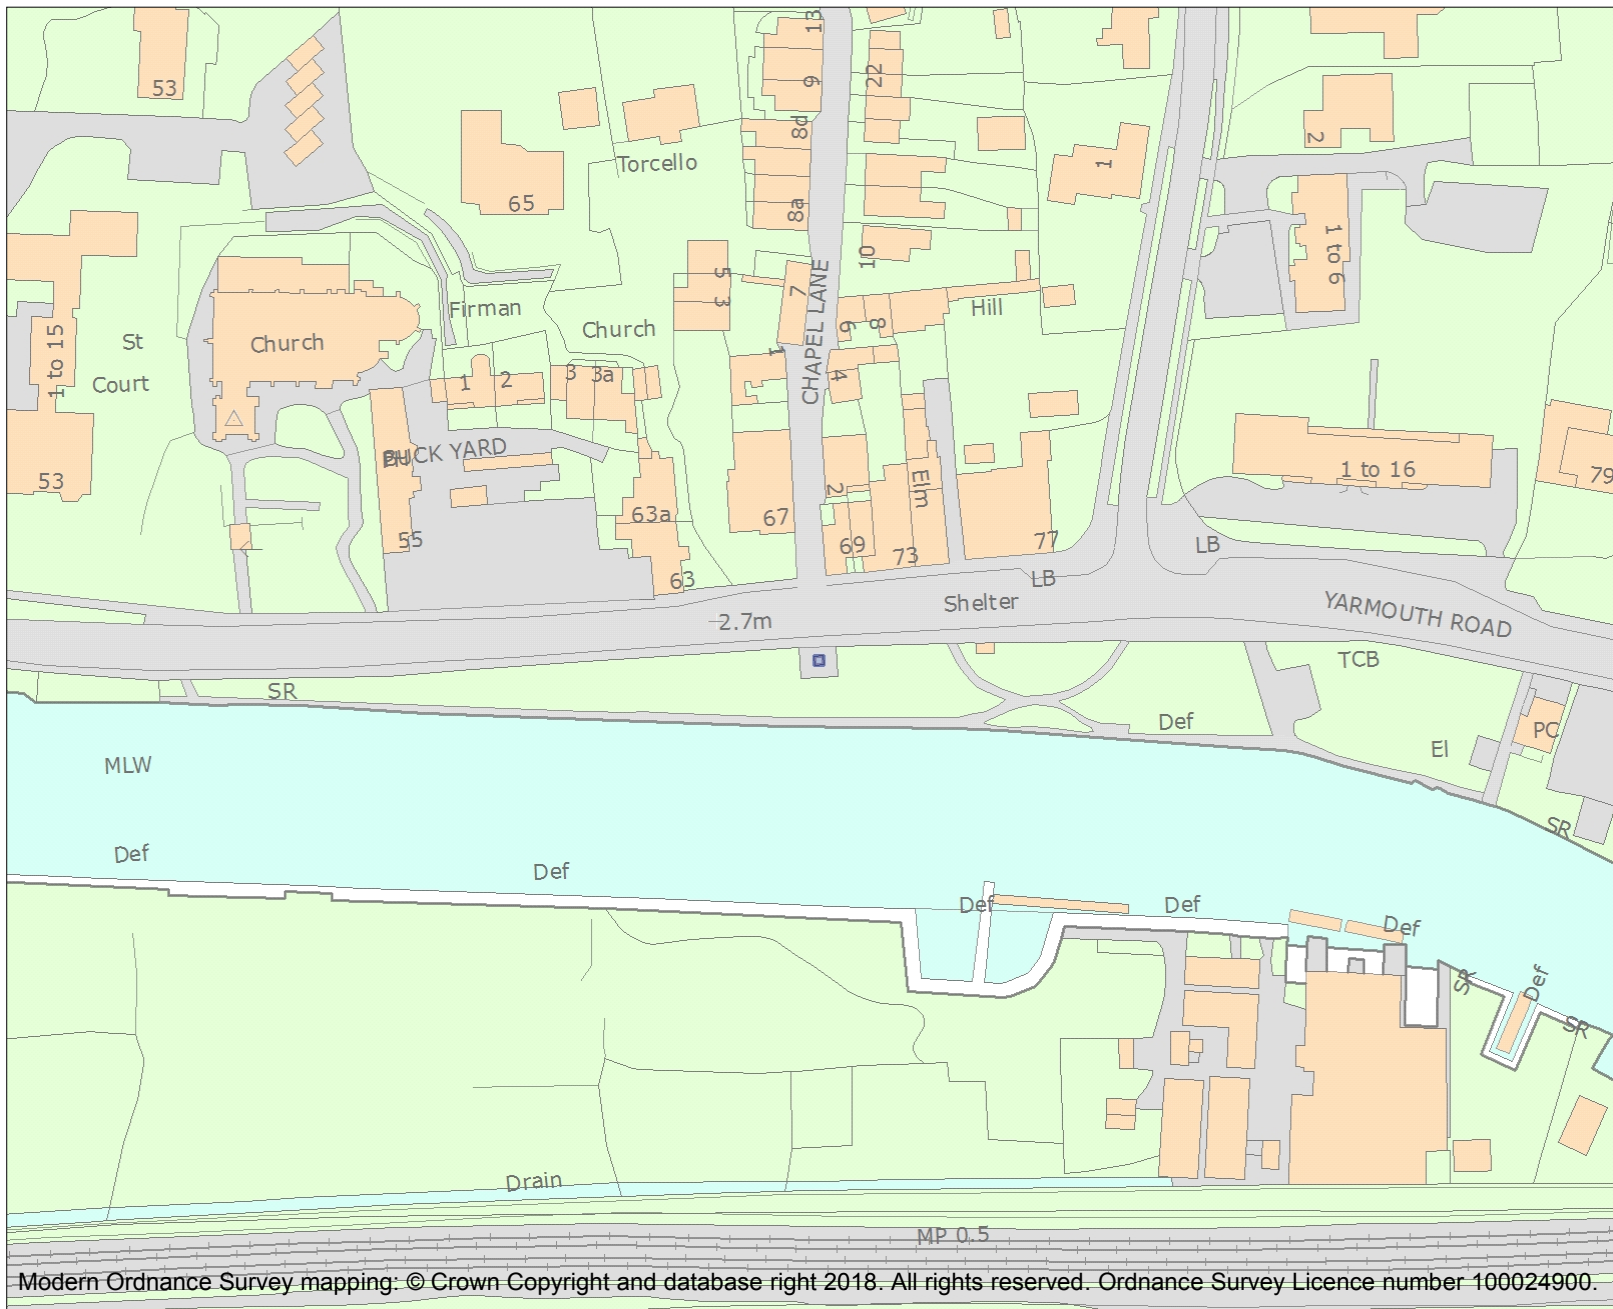 13
53
9
22
8d
2
Torcello
1
65
8a
1 to 6
10
5
3
7
CHAPEL LANE
Firman
Hill
Church
6
8
Church
St
1 to 15
1
Court
1
2
3
3a
4
BUCK YARD
Elm
1 to 16
79
53
2
63a
67
55
69
73
77
LB
63
LB
Shelter
YARMOUTH ROAD
2.7m
TCB
SR
Def
PC
El
MLW
SR
Def
Def
Def
Def
Def
SR
Def
SR
Drain
MP 0.5
Modern Ordnance Survey mapping: © Crown Copyright and database right 2018. All rights reserved. Ordnance Survey Licence number 100024900.